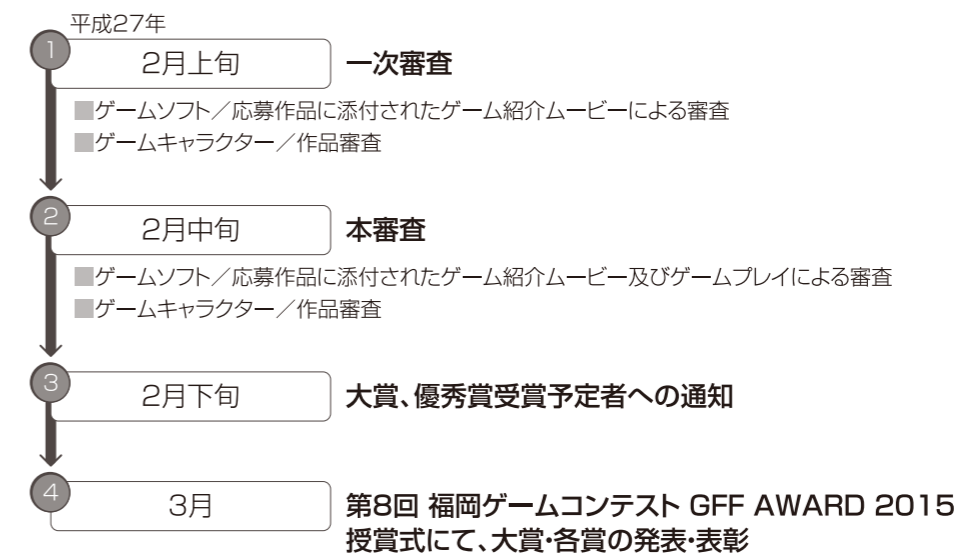 平成27年
1 2月上旬 一次審査
■ゲームソフト／応募作品に添付されたゲーム紹介ムービーによる審査
■ゲームキャラクター／作品審査
2 2月中旬 本審査
■ゲームソフト／応募作品に添付されたゲーム紹介ムービー及びゲームプレイによる審査
■ゲームキャラクター／作品審査
3 2月下旬 大賞、優秀賞受賞予定者への通知
4 3月 第8回 福岡ゲームコンテスト GFF AWARD 2015
授賞式にて、大賞・各賞の発表・表彰